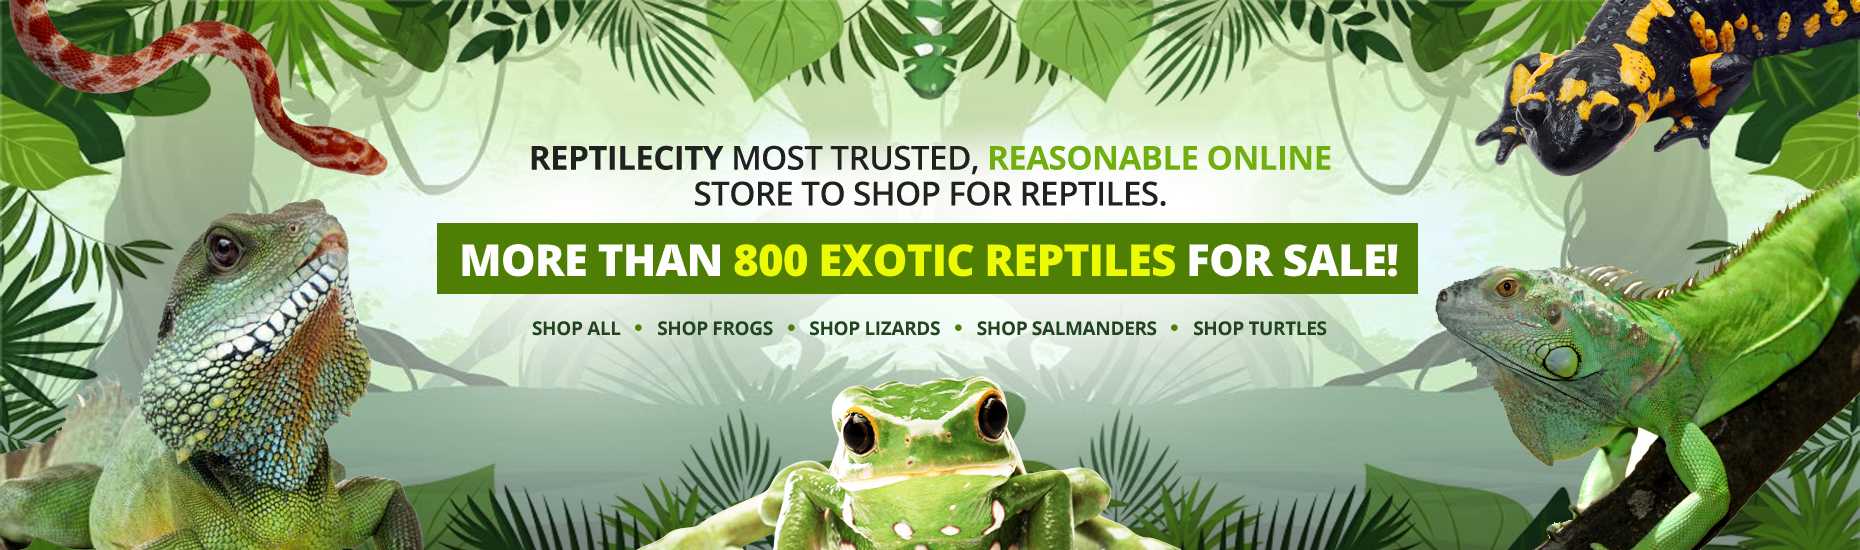 REPTILECITY MOST TRUSTED, REASONABLE ONLINE
STORE TO SHOP FOR REPTILES.
MORE THAN 800 EXOTIC REPTILES FOR SALE!
SHOP ALL • SHOP FROGS • SHOP LIZARDS • SHOP SALMANDERS • SHOP TURTLES